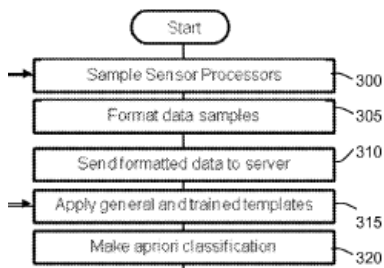 Start
Sample Sensor Processors
300
Format data samples
305
Send formatted data to server
310
Apply general and trained templates
315
Make apriori classification
320